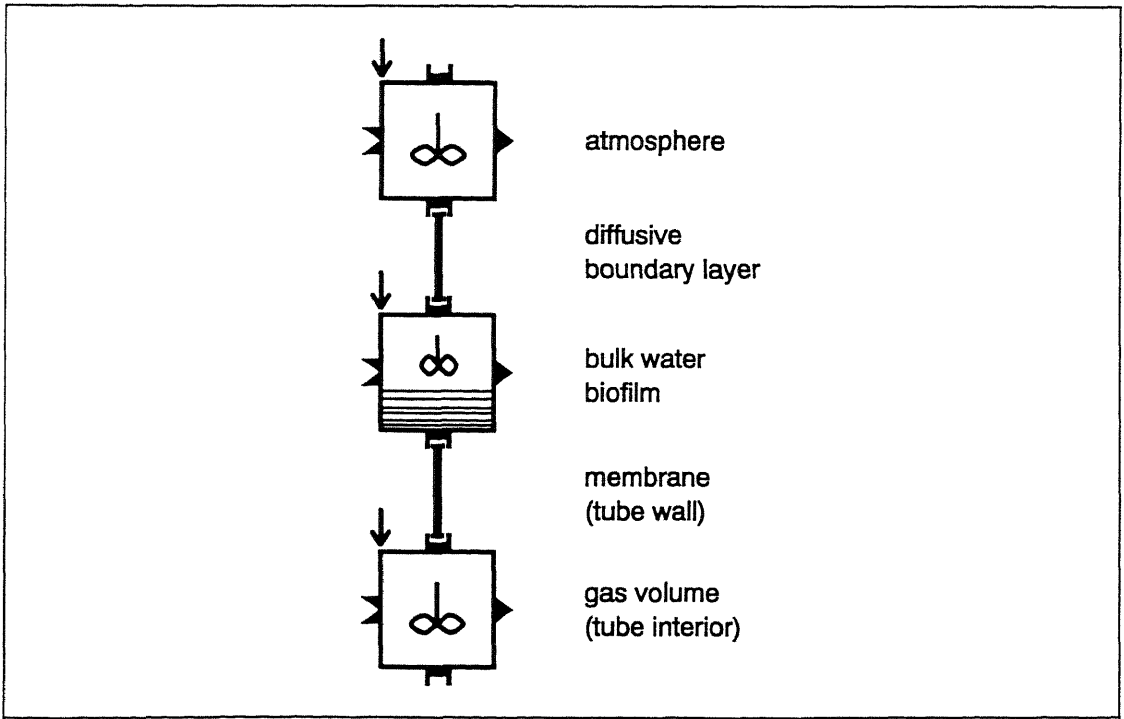 atmosphere
diffusive
boundary layer
bulk water
biofilm
membrane
(tube wall)
gas volume
(tube interior)